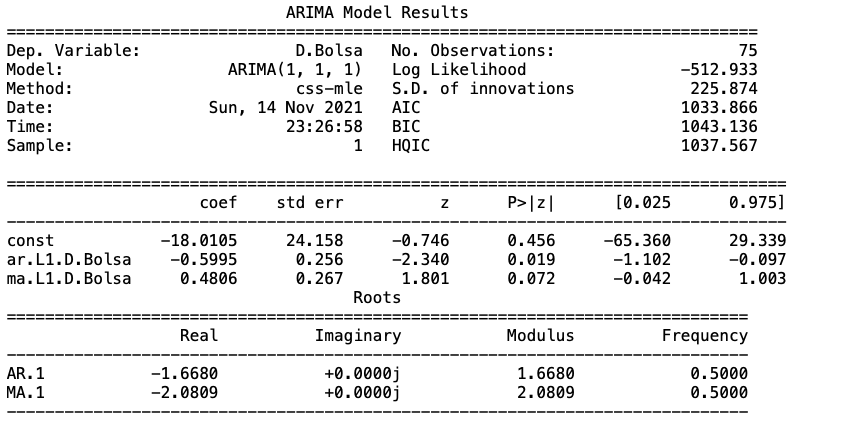 ARIMA Model Results
==============================================================================
Dep. Variable:                D.Bolsa   No. Observations:                   75
Model:                 ARIMA(1, 1, 1)   Log Likelihood                -512.933
Method:                       css-mle   S.D. of innovations            225.874
Date:                Sun, 14 Nov 2021   AIC                           1033.866
Time:                        23:26:58   BIC                           1043.136
Sample:                             1   HQIC                          1037.567
=================================================================================
                    coef    std err          z      P>|z|      [0.025      0.975]
---------------------------------------------------------------------------------
const           -18.0105     24.158     -0.746      0.456     -65.360      29.339
ar.L1.D.Bolsa    -0.5995      0.256     -2.340      0.019      -1.102      -0.097
ma.L1.D.Bolsa     0.4806      0.267      1.801      0.072      -0.042       1.003
                                    Roots
=============================================================================
                  Real          Imaginary           Modulus         Frequency
-----------------------------------------------------------------------------
AR.1           -1.6680           +0.0000j            1.6680            0.5000
MA.1           -2.0809           +0.0000j            2.0809            0.5000
-----------------------------------------------------------------------------